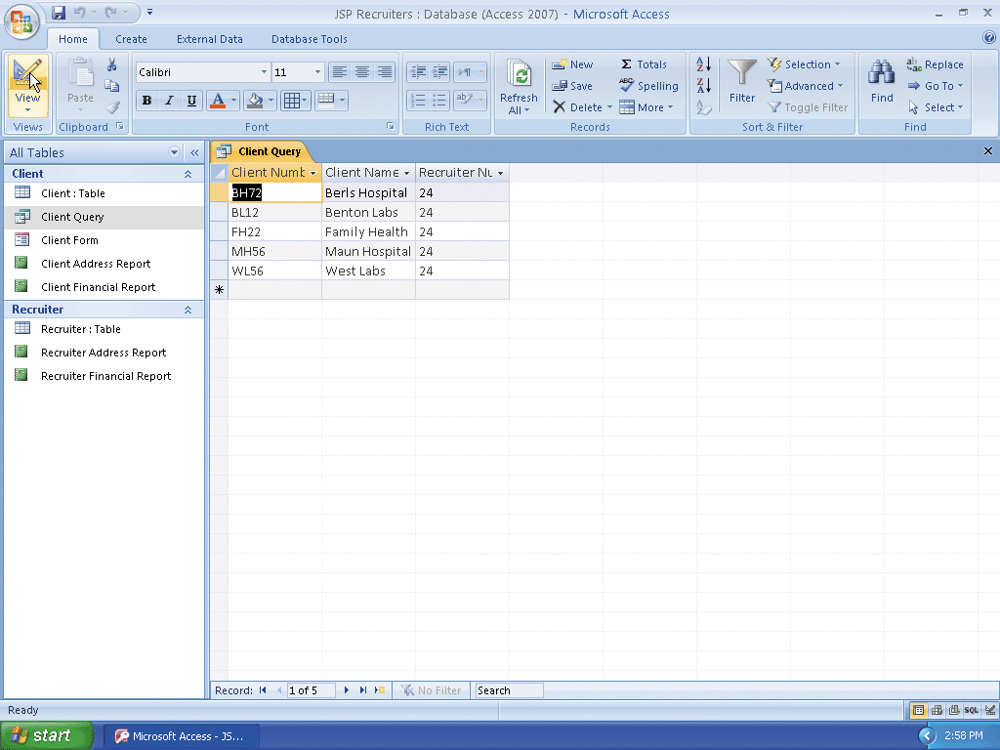 JSP Recruiters : Database (Access 2007) - Microsoft Access
Home Create External Data Database Tools
View
Views
Paste
Clipboard
Calibri 11
B I U A
Font
Rich Text
Refresh All
New
Save
Delete
Σ Totals
ABC Spelling
More
Records
A Z
Z A
Filter
Selection
Advanced
Toggle Filter
Sort & Filter
Find
Replace
Go To
Select
Find
All Tables «
Client
Client : Table
Client Query
Client Form
Client Address Report
Client Financial Report
Recruiter
Recruiter : Table
Recruiter Address Report
Recruiter Financial Report
Client Query
Client Numb Client Name Recruiter Nu
BH72 Berls Hospital 24
BL12 Benton Labs 24
FH22 Family Health 24
MH56 Maun Hospital 24
WL56 West Labs 24
Record: 1 of 5 No Filter Search
Ready SQL
start Microsoft Access - JS... 2:58 PM